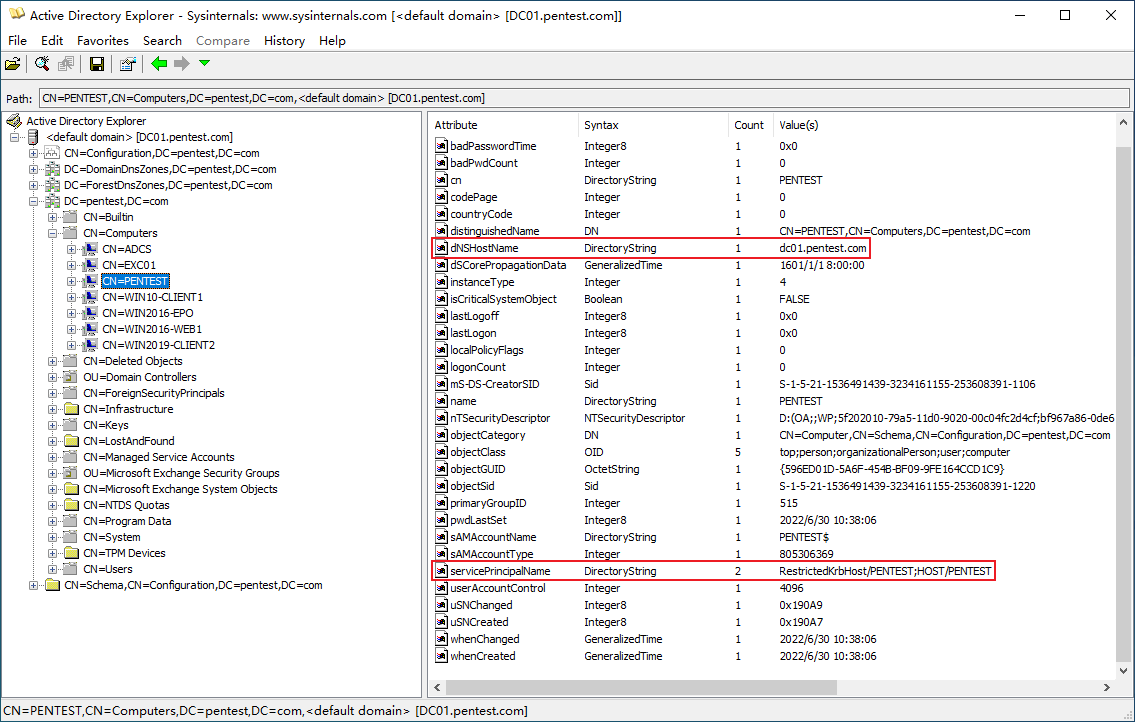 Active Directory Explorer - Sysinternals: www.sysinternals.com [<default domain> [DC01.pentest.com]]
File Edit Favorites Search Compare History Help
Path: CN=PENTEST,CN=Computers,DC=pentest,DC=com,<default domain> [DC01.pentest.com]
Active Directory Explorer
<default domain> [DC01.pentest.com]
CN=Configuration,DC=pentest,DC=com
DC=DomainDnsZones,DC=pentest,DC=com
DC=ForestDnsZones,DC=pentest,DC=com
DC=pentest,DC=com
CN=Builtin
CN=Computers
CN=ADCS
CN=EXC01
CN=PENTEST
CN=WIN10-CLIENT1
CN=WIN2016-EPO
CN=WIN2016-WEB1
CN=WIN2019-CLIENT2
CN=Deleted Objects
OU=Domain Controllers
CN=ForeignSecurityPrincipals
CN=Infrastructure
CN=Keys
CN=LostAndFound
CN=Managed Service Accounts
OU=Microsoft Exchange Security Groups
CN=Microsoft Exchange System Objects
CN=NTDS Quotas
CN=Program Data
CN=System
CN=TPM Devices
CN=Users
CN=Schema,CN=Configuration,DC=pentest,DC=com
Attribute Syntax Count Value(s)
badPasswordTime Integer8 1 0x0
badPwdCount Integer 1 0
cn DirectoryString 1 PENTEST
codePage Integer 1 0
countryCode Integer 1 0
distinguishedName DN 1 CN=PENTEST,CN=Computers,DC=pentest,DC=com
dNSHostName DirectoryString 1 dc01.pentest.com
dSCorePropagationData GeneralizedTime 1 1601/1/1 8:00:00
instanceType Integer 1 4
isCriticalSystemObject Boolean 1 FALSE
lastLogoff Integer8 1 0x0
lastLogon Integer8 1 0x0
localPolicyFlags Integer 1 0
logonCount Integer 1 0
mS-DS-CreatorSID Sid 1 S-1-5-21-1536491439-3234161155-253608391-1106
name DirectoryString 1 PENTEST
nTSecurityDescriptor NTSecurityDescriptor 1 D:(OA;;WP;5f202010-79a5-11d0-9020-00c04fc2d4cf;bf967a86-0de6
objectCategory DN 1 CN=Computer,CN=Schema,CN=Configuration,DC=pentest,DC=com
objectClass OID 5 top;person;organizationalPerson;user;computer
objectGUID OctetString 1 {596ED01D-5A6F-454B-BF09-9FE164CCD1C9}
objectSid Sid 1 S-1-5-21-1536491439-3234161155-253608391-1220
primaryGroupID Integer 1 515
pwdLastSet Integer8 1 2022/6/30 10:38:06
sAMAccountName DirectoryString 1 PENTEST$
sAMAccountType Integer 1 805306369
servicePrincipalName DirectoryString 2 RestrictedKrbHost/PENTEST;HOST/PENTEST
userAccountControl Integer 1 4096
uSNChanged Integer8 1 0x190A9
uSNCreated Integer8 1 0x190A7
whenChanged GeneralizedTime 1 2022/6/30 10:38:06
whenCreated GeneralizedTime 1 2022/6/30 10:38:06
CN=PENTEST,CN=Computers,DC=pentest,DC=com,<default domain> [DC01.pentest.com]